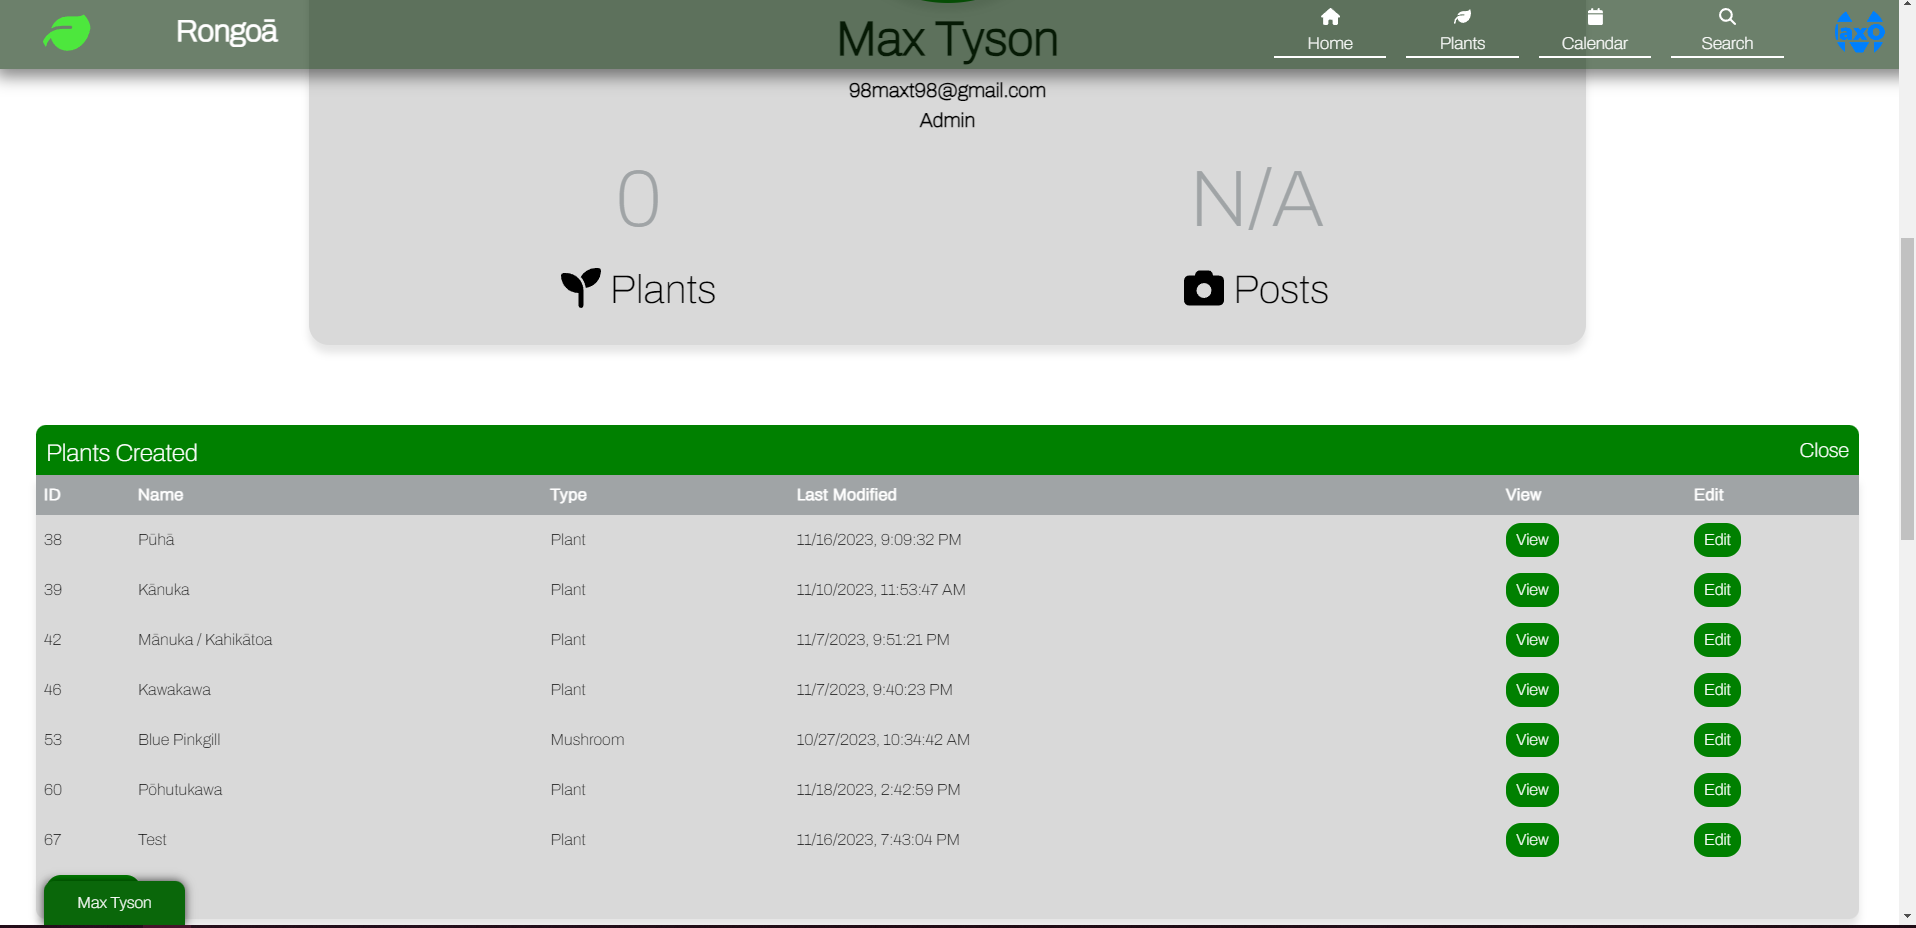 Rongoā
Home
Plants
Calendar
Search
Max Tyson
98maxt98@gmail.com
Admin
0
N/A
Plants
Posts
Plants Created
Close
ID Name Type Last Modified View Edit
38 Pūhā Plant 11/16/2023, 9:09:32 PM View Edit
39 Kānuka Plant 11/10/2023, 11:53:47 AM View Edit
42 Mānuka / Kahikātoa Plant 11/7/2023, 9:51:21 PM View Edit
46 Kawakawa Plant 11/7/2023, 9:40:23 PM View Edit
53 Blue Pinkgill Mushroom 10/27/2023, 10:34:42 AM View Edit
60 Pōhutukawa Plant 11/18/2023, 2:42:59 PM View Edit
67 Test Plant 11/16/2023, 7:43:04 PM View Edit
Max Tyson